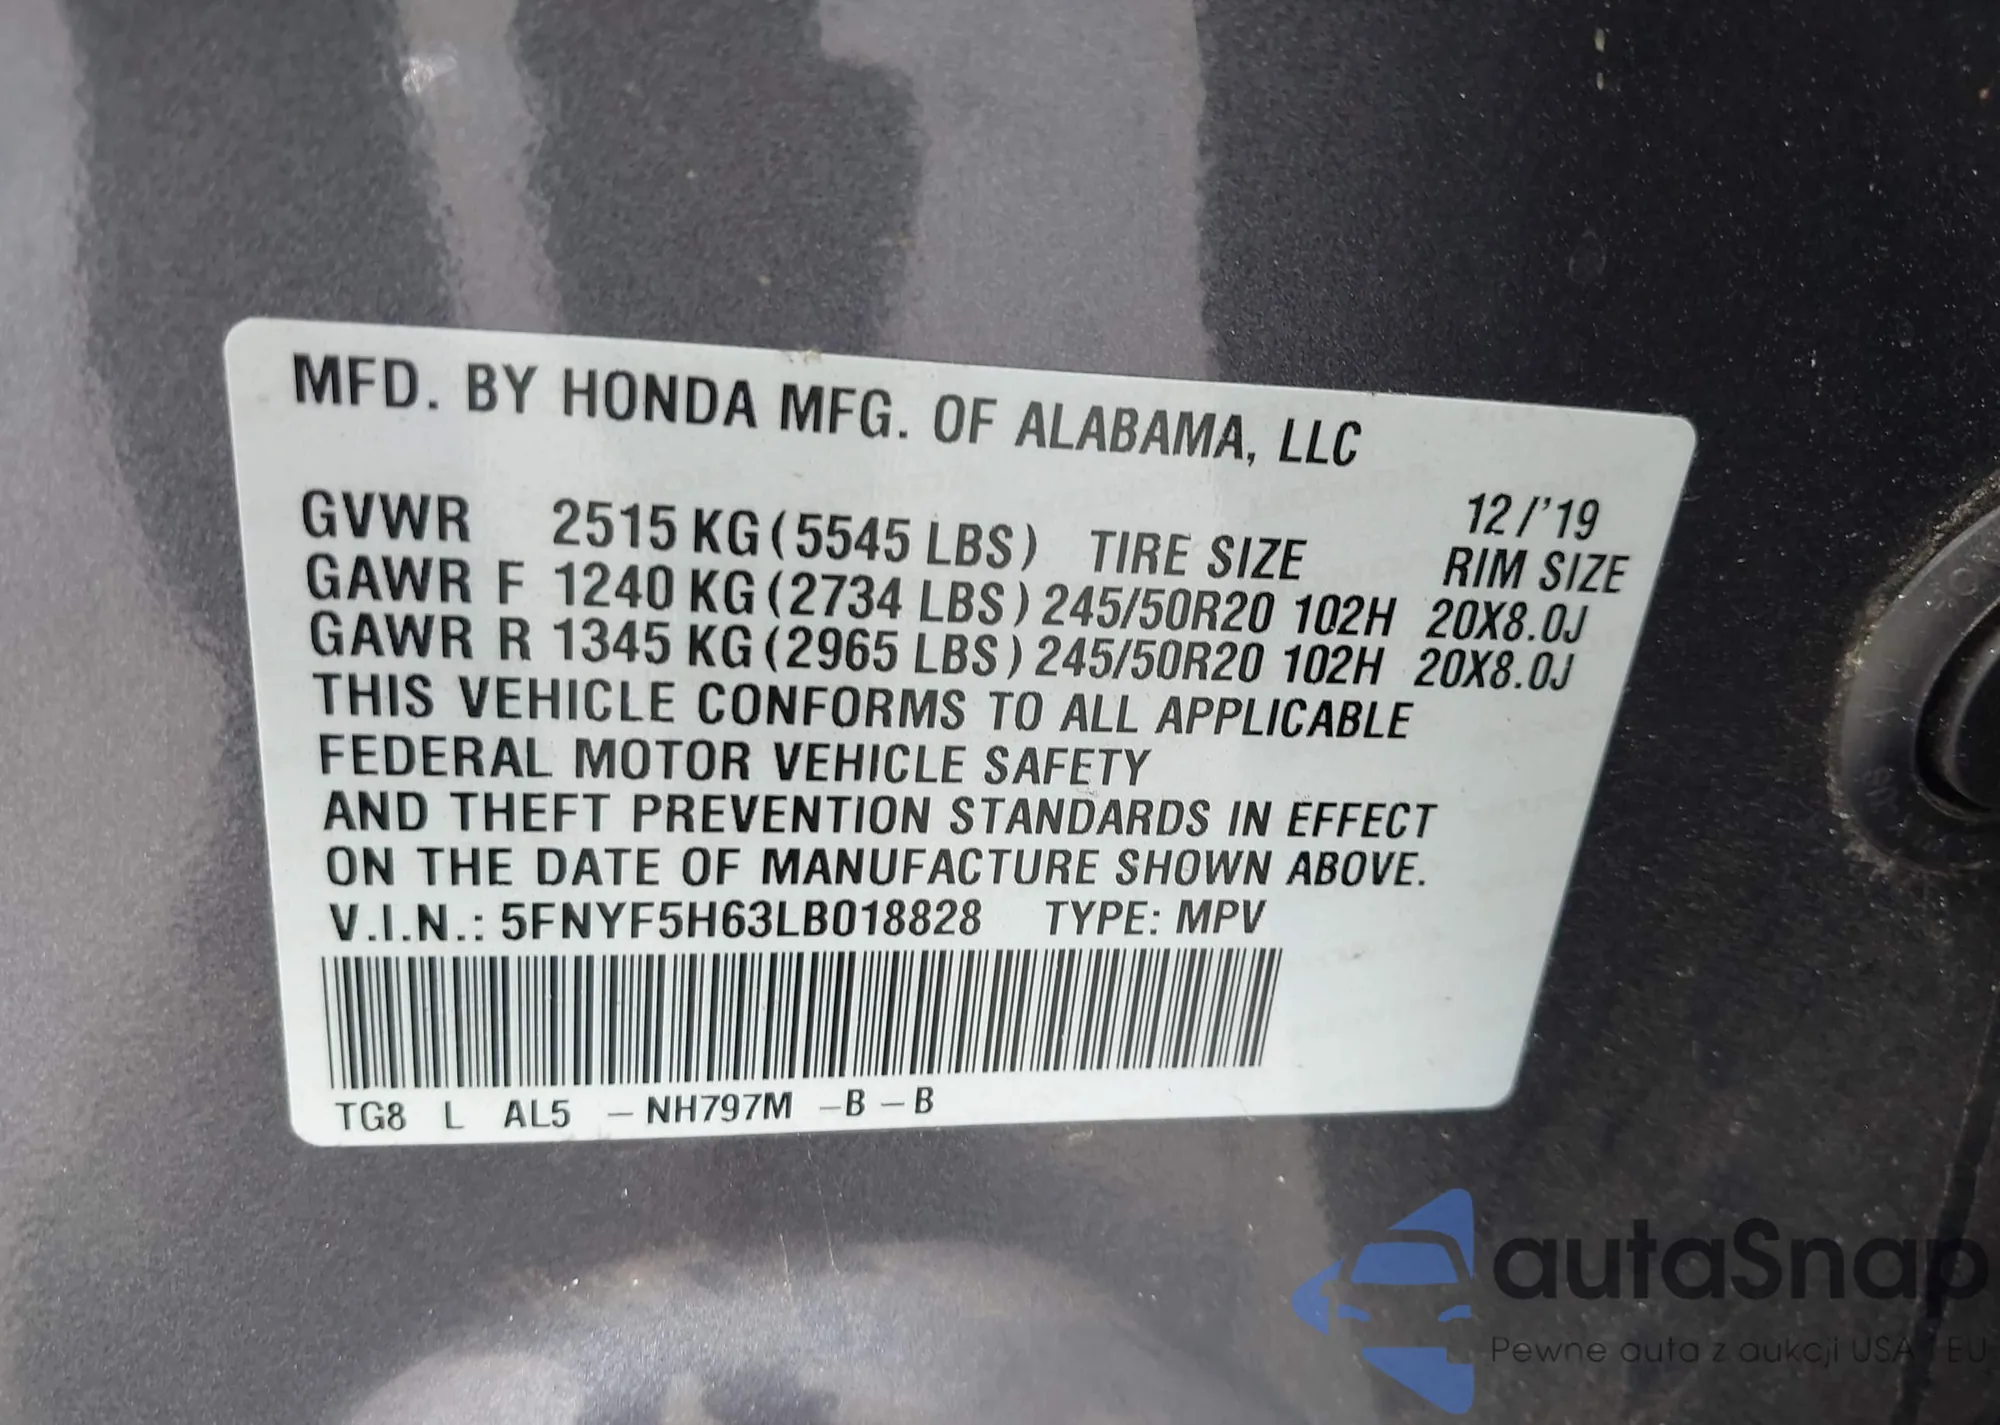 MFD. BY HONDA MFG. OF ALABAMA, LLC
12/'19
GVWR 2515 KG (5545 LBS) TIRE SIZE RIM SIZE
GAWR F 1240 KG (2734 LBS) 245/50R20 102H 20X8.0J
GAWR R 1345 KG (2965 LBS) 245/50R20 102H 20X8.0J
THIS VEHICLE CONFORMS TO ALL APPLICABLE
FEDERAL MOTOR VEHICLE SAFETY
AND THEFT PREVENTION STANDARDS IN EFFECT
ON THE DATE OF MANUFACTURE SHOWN ABOVE.
V.I.N.: 5FNYF5H63LB018828 TYPE: MPV
TG8 L AL5 – NH797M – B – B
autaSnap
Pewne auta z aukcji USA i EU